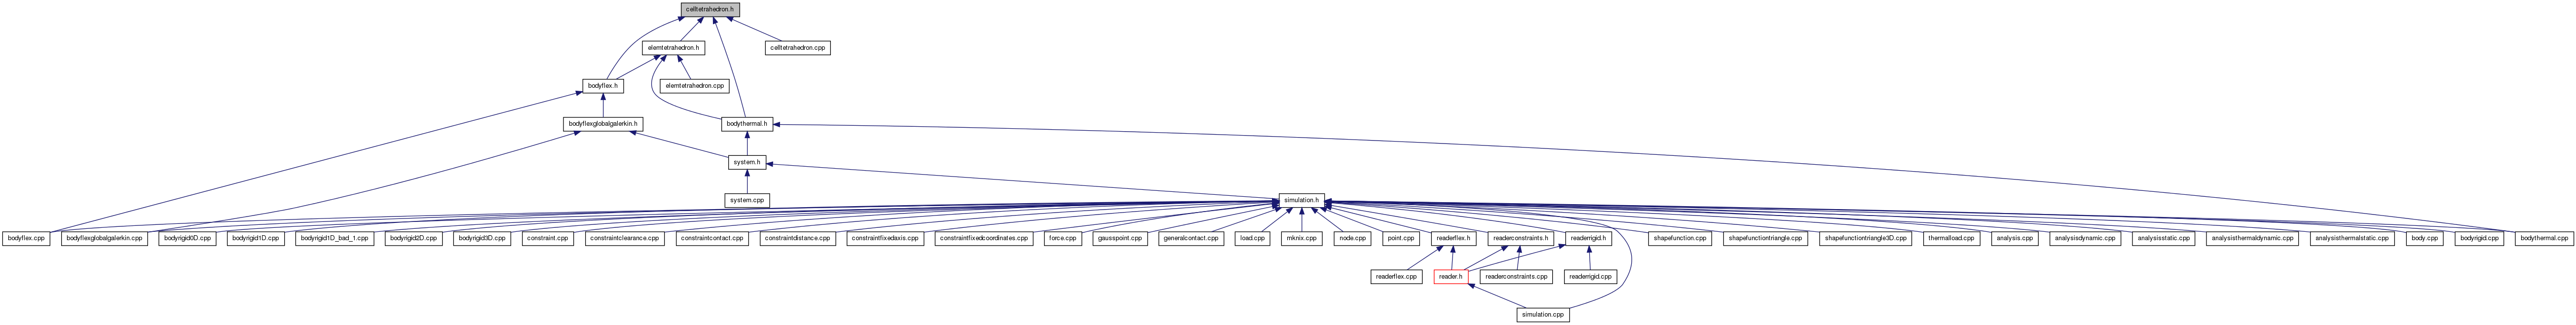 celltetrahedron.h
elemtetrahedron.h
celltetrahedron.cpp
bodyflex.h
elemtetrahedron.cpp
bodyflexglobalgalerkin.h
bodythermal.h
system.h
system.cpp
simulation.h
bodyflex.cpp
bodyflexglobalgalerkin.cpp
bodyrigid0D.cpp
bodyrigid1D.cpp
bodyrigid1D_bad_1.cpp
bodyrigid2D.cpp
bodyrigid3D.cpp
constraint.cpp
constraintclearance.cpp
constraintcontact.cpp
constraintdistance.cpp
constraintfixedaxis.cpp
constraintfixedcoordinates.cpp
force.cpp
gausspoint.cpp
generalcontact.cpp
load.cpp
mknix.cpp
node.cpp
point.cpp
readerflex.h
readerconstraints.h
readerrigid.h
shapefunction.cpp
shapefunctiontriangle.cpp
shapefunctiontriangle3D.cpp
thermalload.cpp
analysis.cpp
analysisdynamic.cpp
analysisstatic.cpp
analysisthermaldynamic.cpp
analysisthermalstatic.cpp
body.cpp
bodyrigid.cpp
bodythermal.cpp
readerflex.cpp
reader.h
readerconstraints.cpp
readerrigid.cpp
simulation.cpp